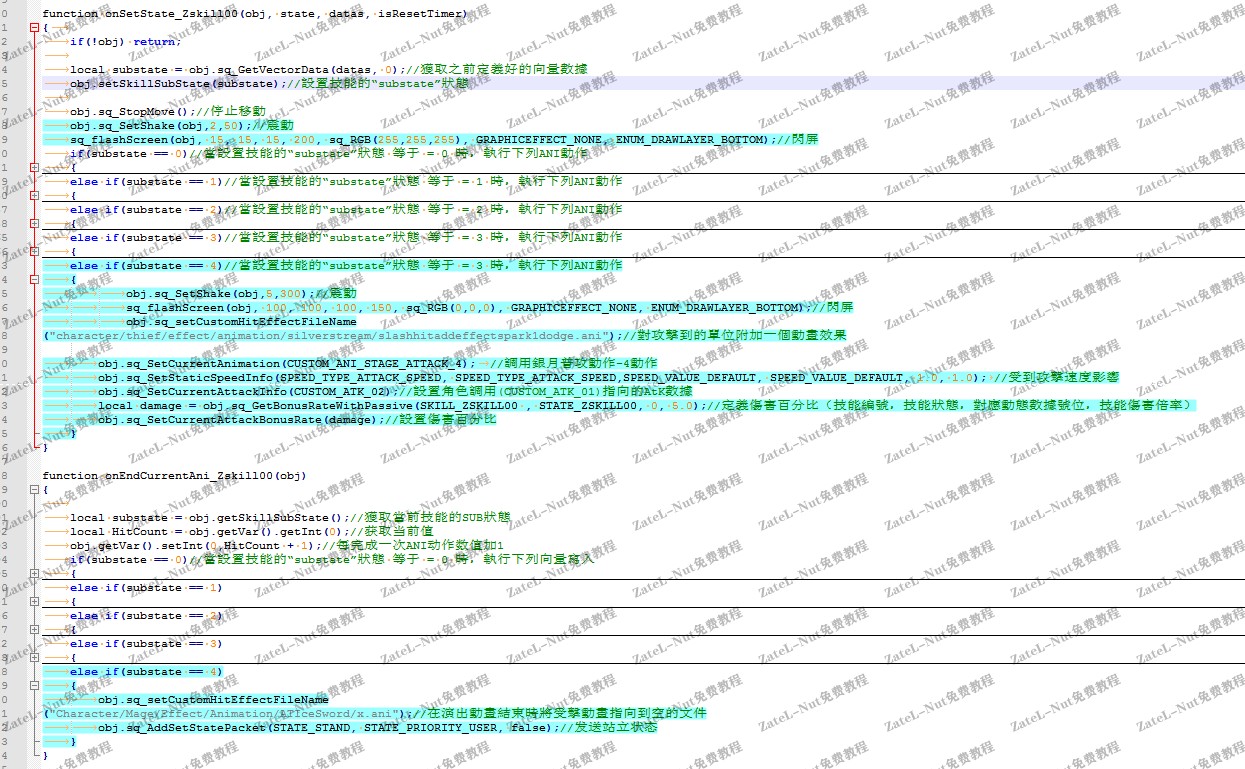 function onSetState_Zskill00(obj, state, datas, isResetTimer)
{
if(!obj) return;
local substate = obj.sq_GetVectorData(datas, 0);//獲取之前定義好的向量數據
obj.setSkillSubState(substate);//設置技能的“substate”狀態
obj.sq_StopMove();//停止移動
obj.sq_SetShake(obj,2,50);//震動
sq_flashScreen(obj, 15, 15, 15, 200, sq_RGB(255,255,255), GRAPHICEFFECT_NONE, ENUM_DRAWLAYER_BOTTOM);//閃屏
if(substate == 0)//當設置技能的“substate”狀態 等于 = 0 時，執行下列ANI動作
{
else if(substate == 1)//當設置技能的“substate”狀態 等于 = 1 時，執行下列ANI動作
{
else if(substate == 2)//當設置技能的“substate”狀態 等于 = 2 時，執行下列ANI動作
{
else if(substate == 3)//當設置技能的“substate”狀態 等于 = 3 時，執行下列ANI動作
{
else if(substate == 4)//當設置技能的“substate”狀態 等于 = 3 時，執行下列ANI動作
{
obj.sq_SetShake(obj,5,300);//震動
sq_flashScreen(obj, 100, 100, 100, 150, sq_RGB(0,0,0), GRAPHICEFFECT_NONE, ENUM_DRAWLAYER_BOTTOM);//閃屏
obj.sq_setCustomHitEffectFileName
("character/thief/effect/animation/silverstream/slashhitaddeffectspark1dodge.ani");//對攻擊到的單位附加一個動畫效果
obj.sq_SetCurrentAnimation(CUSTOM_ANI_STAGE_ATTACK_4); //調用銀月普攻動作-4動作
obj.sq_SetStaticSpeedInfo(SPEED_TYPE_ATTACK_SPEED, SPEED_TYPE_ATTACK_SPEED,SPEED_VALUE_DEFAULT, SPEED_VALUE_DEFAULT, 1.0, 1.0); //受到攻擊速度影響
obj.sq_SetCurrentAttackInfo(CUSTOM_ATK_02);//設置角色調用(CUSTOM_ATK_01)指向的Atk數據
local damage = obj.sq_GetBonusRateWithPassive(SKILL_ZSKILL00 , STATE_ZSKILL00, 0, 5.0);//定義傷害百分比（技能編號，技能狀態，對應動態數據號位，技能傷害倍率）
obj.sq_SetCurrentAttackBonusRate(damage);//設置傷害百分比
}
}
function onEndCurrentAni_Zskill00(obj)
{
local substate = obj.getSkillSubState();//獲取當前技能的SUB狀態
local HitCount = obj.getVar().getInt(0);//获取当前值
obj.getVar().setInt(0,HitCount + 1);//每完成一次ANI动作数值加1
if(substate == 0)//當設置技能的“substate”狀態 等于 = 0 時，執行下列向量寫入
{
else if(substate == 1)
{
else if(substate == 2)
{
else if(substate == 3)
{
else if(substate == 4)
{
obj.sq_setCustomHitEffectFileName
("Character/Mage/Effect/Animation/ATIceSword/x.ani");//在演出動畫結束時將受擊動畫指向到空的文件
obj.sq_AddSetStatePacket(STATE_STAND, STATE_PRIORITY_USER, false);//发送站立状态
}
}
ZateL-Nut免费教程